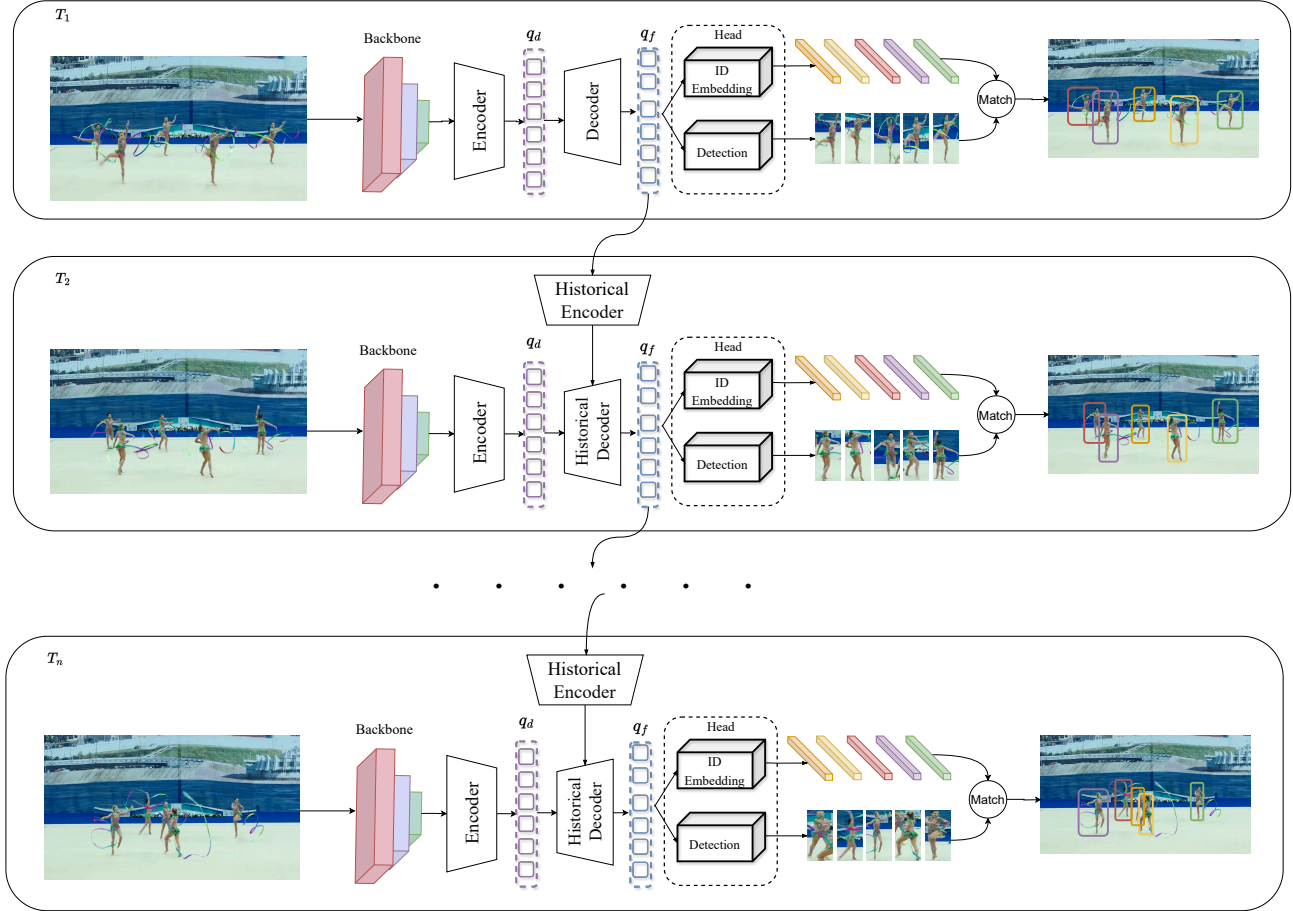 T₁
Backbone
Encoder
q_d
Decoder
q_f
Head
ID
Embedding
Detection
Match
T₂
Historical
Encoder
Backbone
Encoder
q_d
Historical
Decoder
q_f
Head
ID
Embedding
Detection
Match
. . . . . .
Tₙ
Historical
Encoder
Backbone
Encoder
q_d
Historical
Decoder
q_f
Head
ID
Embedding
Detection
Match